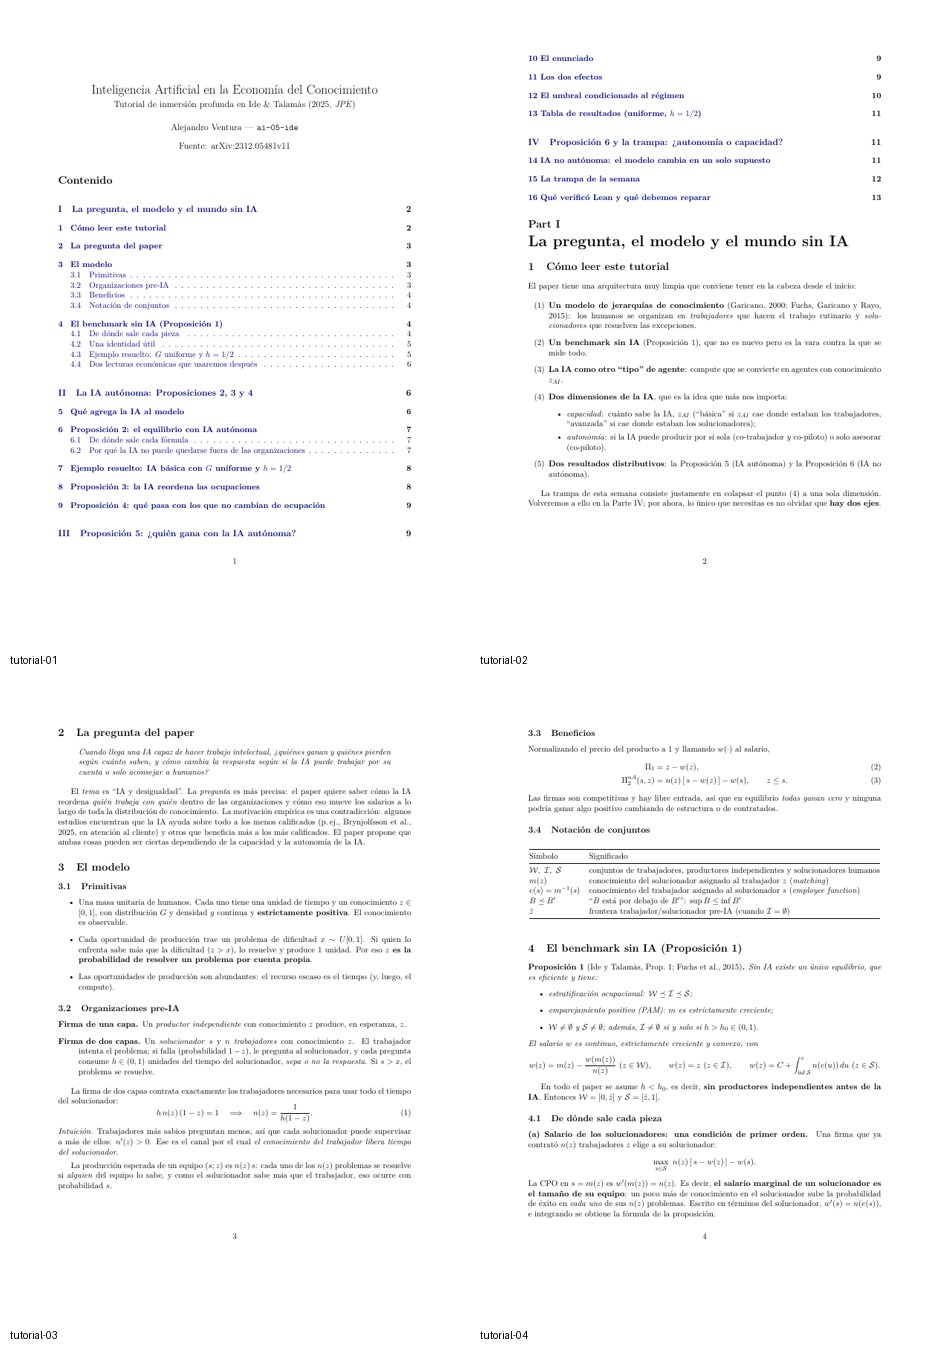 Inteligencia Artificial en la Economía del Conocimiento
Tutorial de inmersión profunda en Ide & Talamàs (2025, JPE)
Alejandro Ventura — ai-05-ide
Fuente: arXiv:2312.05481v11
Contenido
I La pregunta, el modelo y el mundo sin IA 2
1 Cómo leer este tutorial 2
2 La pregunta del paper 3
3 El modelo 3
3.1 Primitivas . . . . . . . . . . . . . . . . . . . . 3
3.2 Organizaciones pre-IA . . . . . . . . . . . . . . . . . . . . 3
3.3 Beneficios . . . . . . . . . . . . . . . . . . . . 4
3.4 Notación de conjuntos . . . . . . . . . . . . . . . . . . . . 4
4 El benchmark sin IA (Proposición 1) 4
4.1 De dónde sale cada pieza . . . . . . . . . . . . . . . . . . . . 4
4.2 Una identidad útil . . . . . . . . . . . . . . . . . . . . 5
4.3 Ejemplo resuelto: G uniforme y h = 1/2 . . . . . . . . . . . . . . . . . . . . 5
4.4 Dos lecturas económicas que usaremos después . . . . . . . . . . . . . . . . . . . . 6
II La IA autónoma: Proposiciones 2, 3 y 4 6
5 Qué agrega la IA al modelo 6
6 Proposición 2: el equilibrio con IA autónoma 7
6.1 De dónde sale cada fórmula . . . . . . . . . . . . . . . . . . . . 7
6.2 Por qué la IA no puede quedarse fuera de las organizaciones . . . . . . . . . . . . . . 7
7 Ejemplo resuelto: IA básica con G uniforme y h = 1/2 8
8 Proposición 3: la IA reordena las ocupaciones 8
9 Proposición 4: qué pasa con los que no cambian de ocupación 9
III Proposición 5: ¿quién gana con la IA autónoma? 9
1
tutorial-01
10 El enunciado 9
11 Los dos efectos 9
12 El umbral condicionado al régimen 10
13 Tabla de resultados (uniforme, h = 1/2) 11
IV Proposición 6 y la trampa: ¿autonomía o capacidad? 11
14 IA no autónoma: el modelo cambia en un solo supuesto 11
15 La trampa de la semana 12
16 Qué verificó Lean y qué debemos reparar 13
Part I
La pregunta, el modelo y el mundo sin IA
1 Cómo leer este tutorial
El paper tiene una arquitectura muy limpia que conviene tener en la cabeza desde el inicio:
(1) Un modelo de jerarquías de conocimiento (Garicano, 2000; Fuchs, Garicano y Rayo,
2015): los humanos se organizan en trabajadores que hacen el trabajo rutinario y solu-
cionadores que resuelven las excepciones.
(2) Un benchmark sin IA (Proposición 1), que no es nuevo pero es la vara contra la que se
mide todo.
(3) La IA como otro “tipo” de agente: compute que se convierte en agentes con conocimiento
z_AI.
(4) Dos dimensiones de la IA, que es la idea que más nos importa:
• capacidad: cuánto sabe la IA, z_AI (“básica” si z_AI cae donde estaban los trabajadores,
“avanzada” si cae donde estaban los solucionadores);
• autonomía: si la IA puede producir por sí sola (co-trabajador y co-piloto) o solo asesorar
(co-piloto).
(5) Dos resultados distributivos: la Proposición 5 (IA autónoma) y la Proposición 6 (IA no
autónoma).
La trampa de esta semana consiste justamente en colapsar el punto (4) a una sola dimensión.
Volveremos a ello en la Parte IV; por ahora, lo único que necesitas es no olvidar que hay dos ejes.
2
tutorial-02
2 La pregunta del paper
Cuando llega una IA capaz de hacer trabajo intelectual, ¿quiénes ganan y quiénes pierden
según cuánto saben, y cómo cambia la respuesta según si la IA puede trabajar por su
cuenta o solo aconsejar a humanos?
El tema es “IA y desigualdad”. La pregunta es más precisa: el paper quiere saber cómo la IA
reordena quién trabaja con quién dentro de las organizaciones y cómo eso mueve los salarios a lo
largo de toda la distribución de conocimiento. La motivación empírica es una contradicción: algunos
estudios encuentran que la IA ayuda sobre todo a los menos calificados (p. ej., Brynjolfsson et al.,
2025, en atención al cliente) y otros que beneficia más a los más calificados. El paper propone que
ambas cosas pueden ser ciertas dependiendo de la capacidad y la autonomía de la IA.
3 El modelo
3.1 Primitivas
• Una masa unitaria de humanos. Cada uno tiene una unidad de tiempo y un conocimiento z ∈
[0, 1], con distribución G y densidad g continua y estrictamente positiva. El conocimiento
es observable.
• Cada oportunidad de producción trae un problema de dificultad x ∼ U[0, 1]. Si quien lo
enfrenta sabe más que la dificultad (z > x), lo resuelve y produce 1 unidad. Por eso z es la
probabilidad de resolver un problema por cuenta propia.
• Las oportunidades de producción son abundantes: el recurso escaso es el tiempo (y, luego, el
compute).
3.2 Organizaciones pre-IA
Firma de una capa. Un productor independiente con conocimiento z produce, en esperanza, z.
Firma de dos capas. Un solucionador s y n trabajadores con conocimiento z. El trabajador
intenta el problema; si falla (probabilidad 1 − z), le pregunta al solucionador, y cada pregunta
consume h ∈ (0, 1) unidades del tiempo del solucionador, sepa o no la respuesta. Si s > x, el
problema se resuelve.
La firma de dos capas contrata exactamente los trabajadores necesarios para usar todo el tiempo
del solucionador:
h n(z) (1 − z) = 1 ⟹ n(z) = 1 / h(1 − z). (1)
Intuición. Trabajadores más sabios preguntan menos, así que cada solucionador puede supervisar
a más de ellos: n′(z) > 0. Ese es el canal por el cual el conocimiento del trabajador libera tiempo
del solucionador.
La producción esperada de un equipo (s; z) es n(z) s: cada uno de los n(z) problemas se resuelve
si alguien del equipo lo sabe, y como el solucionador sabe más que el trabajador, eso ocurre con
probabilidad s.
3
tutorial-03
3.3 Beneficios
Normalizando el precio del producto a 1 y llamando w(·) al salario,
Π₁ = z − w(z), (2)
Π₂^nA(s, z) = n(z) [ s − w(z)] − w(s), z ≤ s. (3)
Las firmas son competitivas y hay libre entrada, así que en equilibrio todas ganan cero y ninguna
podría ganar algo positivo cambiando de estructura o de contratados.
3.4 Notación de conjuntos
Símbolo Significado
W, I, S conjuntos de trabajadores, productores independientes y solucionadores humanos
m(z) conocimiento del solucionador asignado al trabajador z (matching)
e(s) = m⁻¹(s) conocimiento del trabajador asignado al solucionador s (employee function)
B ⪯ B′ “B está por debajo de B′”: sup B ≤ inf B′
ẑ frontera trabajador/solucionador pre-IA (cuando I = ∅)
4 El benchmark sin IA (Proposición 1)
Proposición 1 (Ide y Talamàs, Prop. 1; Fuchs et al., 2015). Sin IA existe un único equilibrio, que
es eficiente y tiene:
• estratificación ocupacional: W ⪯ I ⪯ S;
• emparejamiento positivo (PAM): m es estrictamente creciente;
• W ≠ ∅ y S ≠ ∅; además, I ≠ ∅ si y solo si h > h₀ ∈ (0, 1).
El salario w es continuo, estrictamente creciente y convexo, con
w(z) = m(z) − w(m(z)) / n(z) (z ∈ W), w(z) = z (z ∈ I), w(z) = C + ∫_{inf S}^{z} n(e(u)) du (z ∈ S).
En todo el paper se asume h < h₀, es decir, sin productores independientes antes de la
IA. Entonces W = [0, ẑ] y S = [ẑ, 1].
4.1 De dónde sale cada pieza
(a) Salario de los solucionadores: una condición de primer orden. Una firma que ya
contrató n(z) trabajadores z elige a su solucionador:
max_{s∈S} n(z) [ s − w(z)] − w(s).
La CPO en s = m(z) es w′(m(z)) = n(z). Es decir, el salario marginal de un solucionador es
el tamaño de su equipo: un poco más de conocimiento en el solucionador sube la probabilidad
de éxito en cada uno de sus n(z) problemas. Escrito en términos del solucionador, w′(s) = n(e(s)),
e integrando se obtiene la fórmula de la proposición.
4
tutorial-04